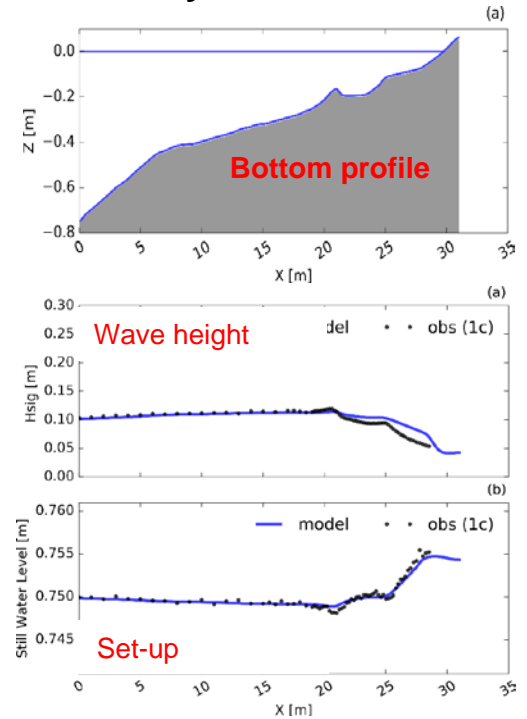 (a)
0.0
−0.2
−0.4
−0.6
−0.8
Z [m]
Bottom profile
0 5 10 15 20 25 30 35
X [m]
(a)
0.30
0.25
0.20
0.15
0.10
0.05
0.00
Hsig [m]
Wave height
del obs (1c)
(b)
0.760
0.755
0.750
0.745
Still Water Level [m]
model obs (1c)
Set-up
0 5 10 15 20 25 30 35
X [m]